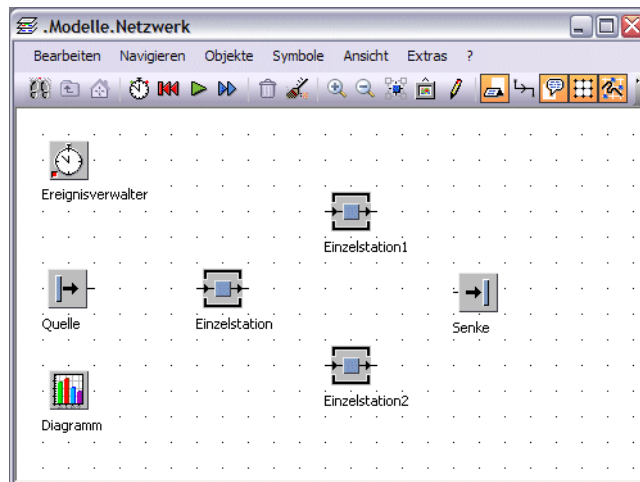 .Modelle.Netzwerk
Bearbeiten Navigieren Objekte Symbole Ansicht Extras ?
Ereignisverwalter
Einzelstation1
Quelle
Einzelstation
Senke
Einzelstation2
Diagramm